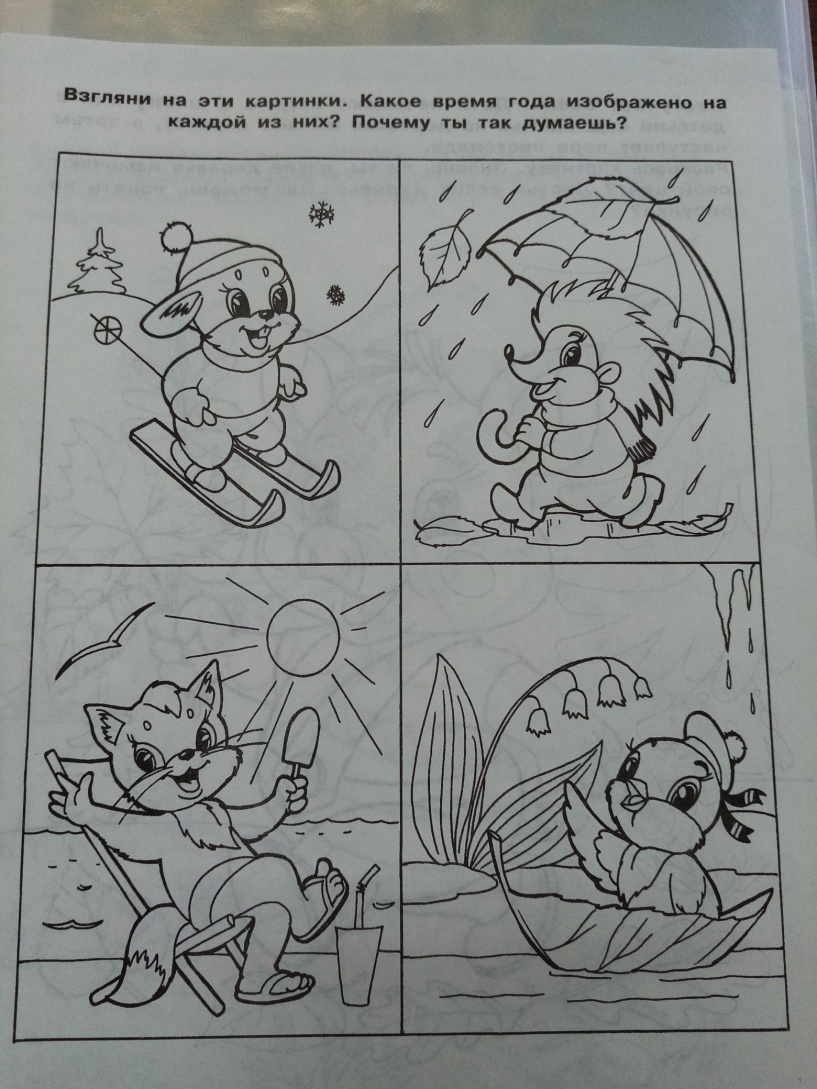 Взгляни на эти картинки. Какое время года изображено на
каждой из них? Почему ты так думаешь?